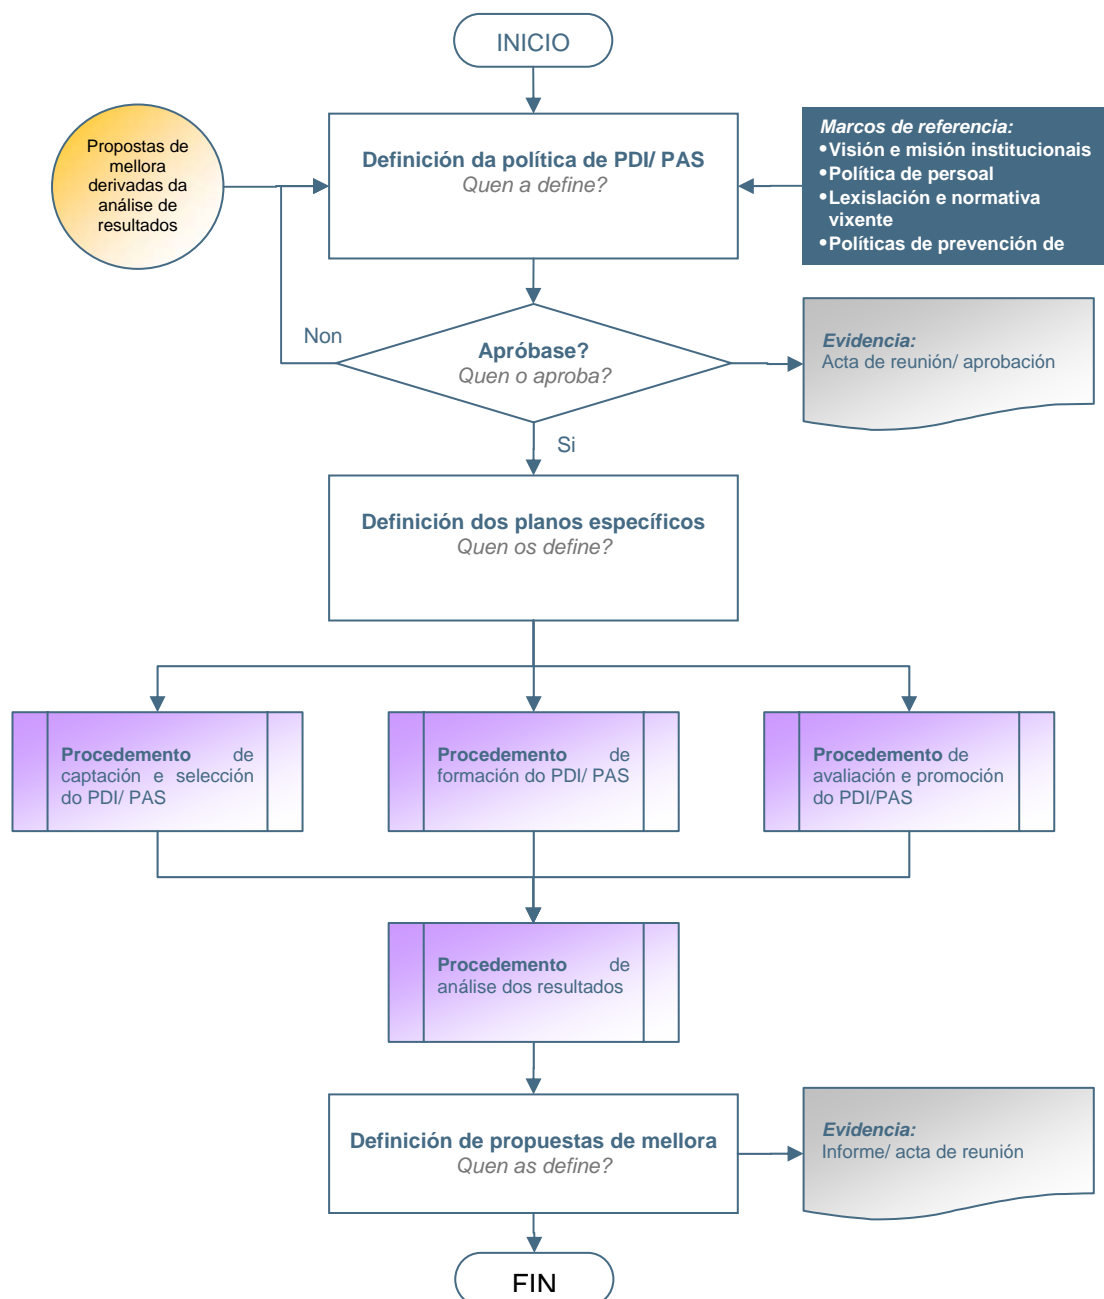 INICIO
Propostas de
mellora
derivadas da
análise de
resultados
Definición da política de PDI/ PAS
Quen a define?
Marcos de referencia:
•Visión e misión institucionais
•Política de persoal
•Lexislación e normativa
vixente
•Políticas de prevención de
Non
Apróbase?
Quen o aproba?
Evidencia:
Acta de reunión/ aprobación
Si
Definición dos planos específicos
Quen os define?
Procedemento de
captación e selección
do PDI/ PAS
Procedemento de
formación do PDI/ PAS
Procedemento de
avaliación e promoción
do PDI/PAS
Procedemento de
análise dos resultados
Definición de propuestas de mellora
Quen as define?
Evidencia:
Informe/ acta de reunión
FIN